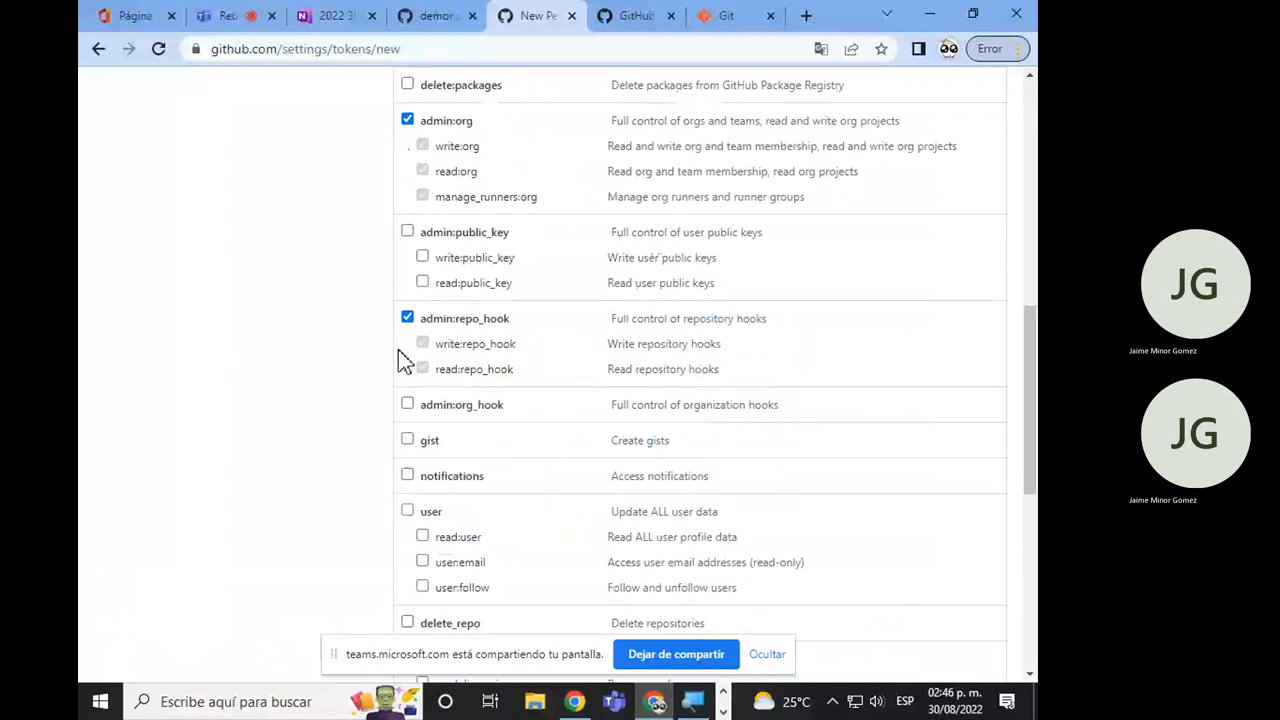 Página
Reu
2022 3
demor
New Pe
GitHub
Git
github.com/settings/tokens/new
Error
delete:packages Delete packages from GitHub Package Registry
admin:org Full control of orgs and teams, read and write org projects
write:org Read and write org and team membership, read and write org projects
read:org Read org and team membership, read org projects
manage_runners:org Manage org runners and runner groups
admin:public_key Full control of user public keys
write:public_key Write user public keys
read:public_key Read user public keys
admin:repo_hook Full control of repository hooks
write:repo_hook Write repository hooks
read:repo_hook Read repository hooks
admin:org_hook Full control of organization hooks
gist Create gists
notifications Access notifications
user Update ALL user data
read:user Read ALL user profile data
user:email Access user email addresses (read-only)
user:follow Follow and unfollow users
delete_repo Delete repositories
teams.microsoft.com está compartiendo tu pantalla. Dejar de compartir Ocultar
Escribe aquí para buscar
25°C
ESP
02:46 p. m.
30/08/2022
JG
Jaime Minor Gomez
JG
Jaime Minor Gomez